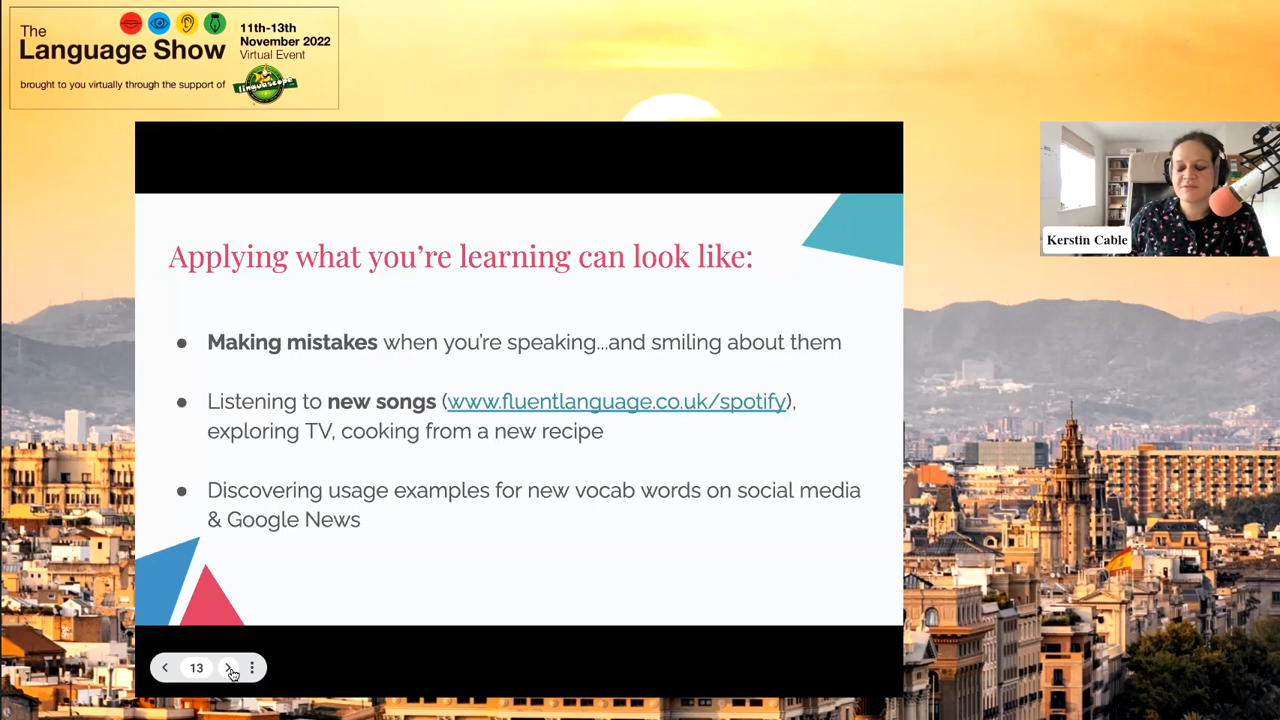 The
Language Show
11th-13th
November 2022
Virtual Event
brought to you virtually through the support of
linguascope
Applying what you’re learning can look like:
● Making mistakes when you’re speaking...and smiling about them
● Listening to new songs (www.fluentlanguage.co.uk/spotify),
exploring TV, cooking from a new recipe
● Discovering usage examples for new vocab words on social media
& Google News
13
Kerstin Cable